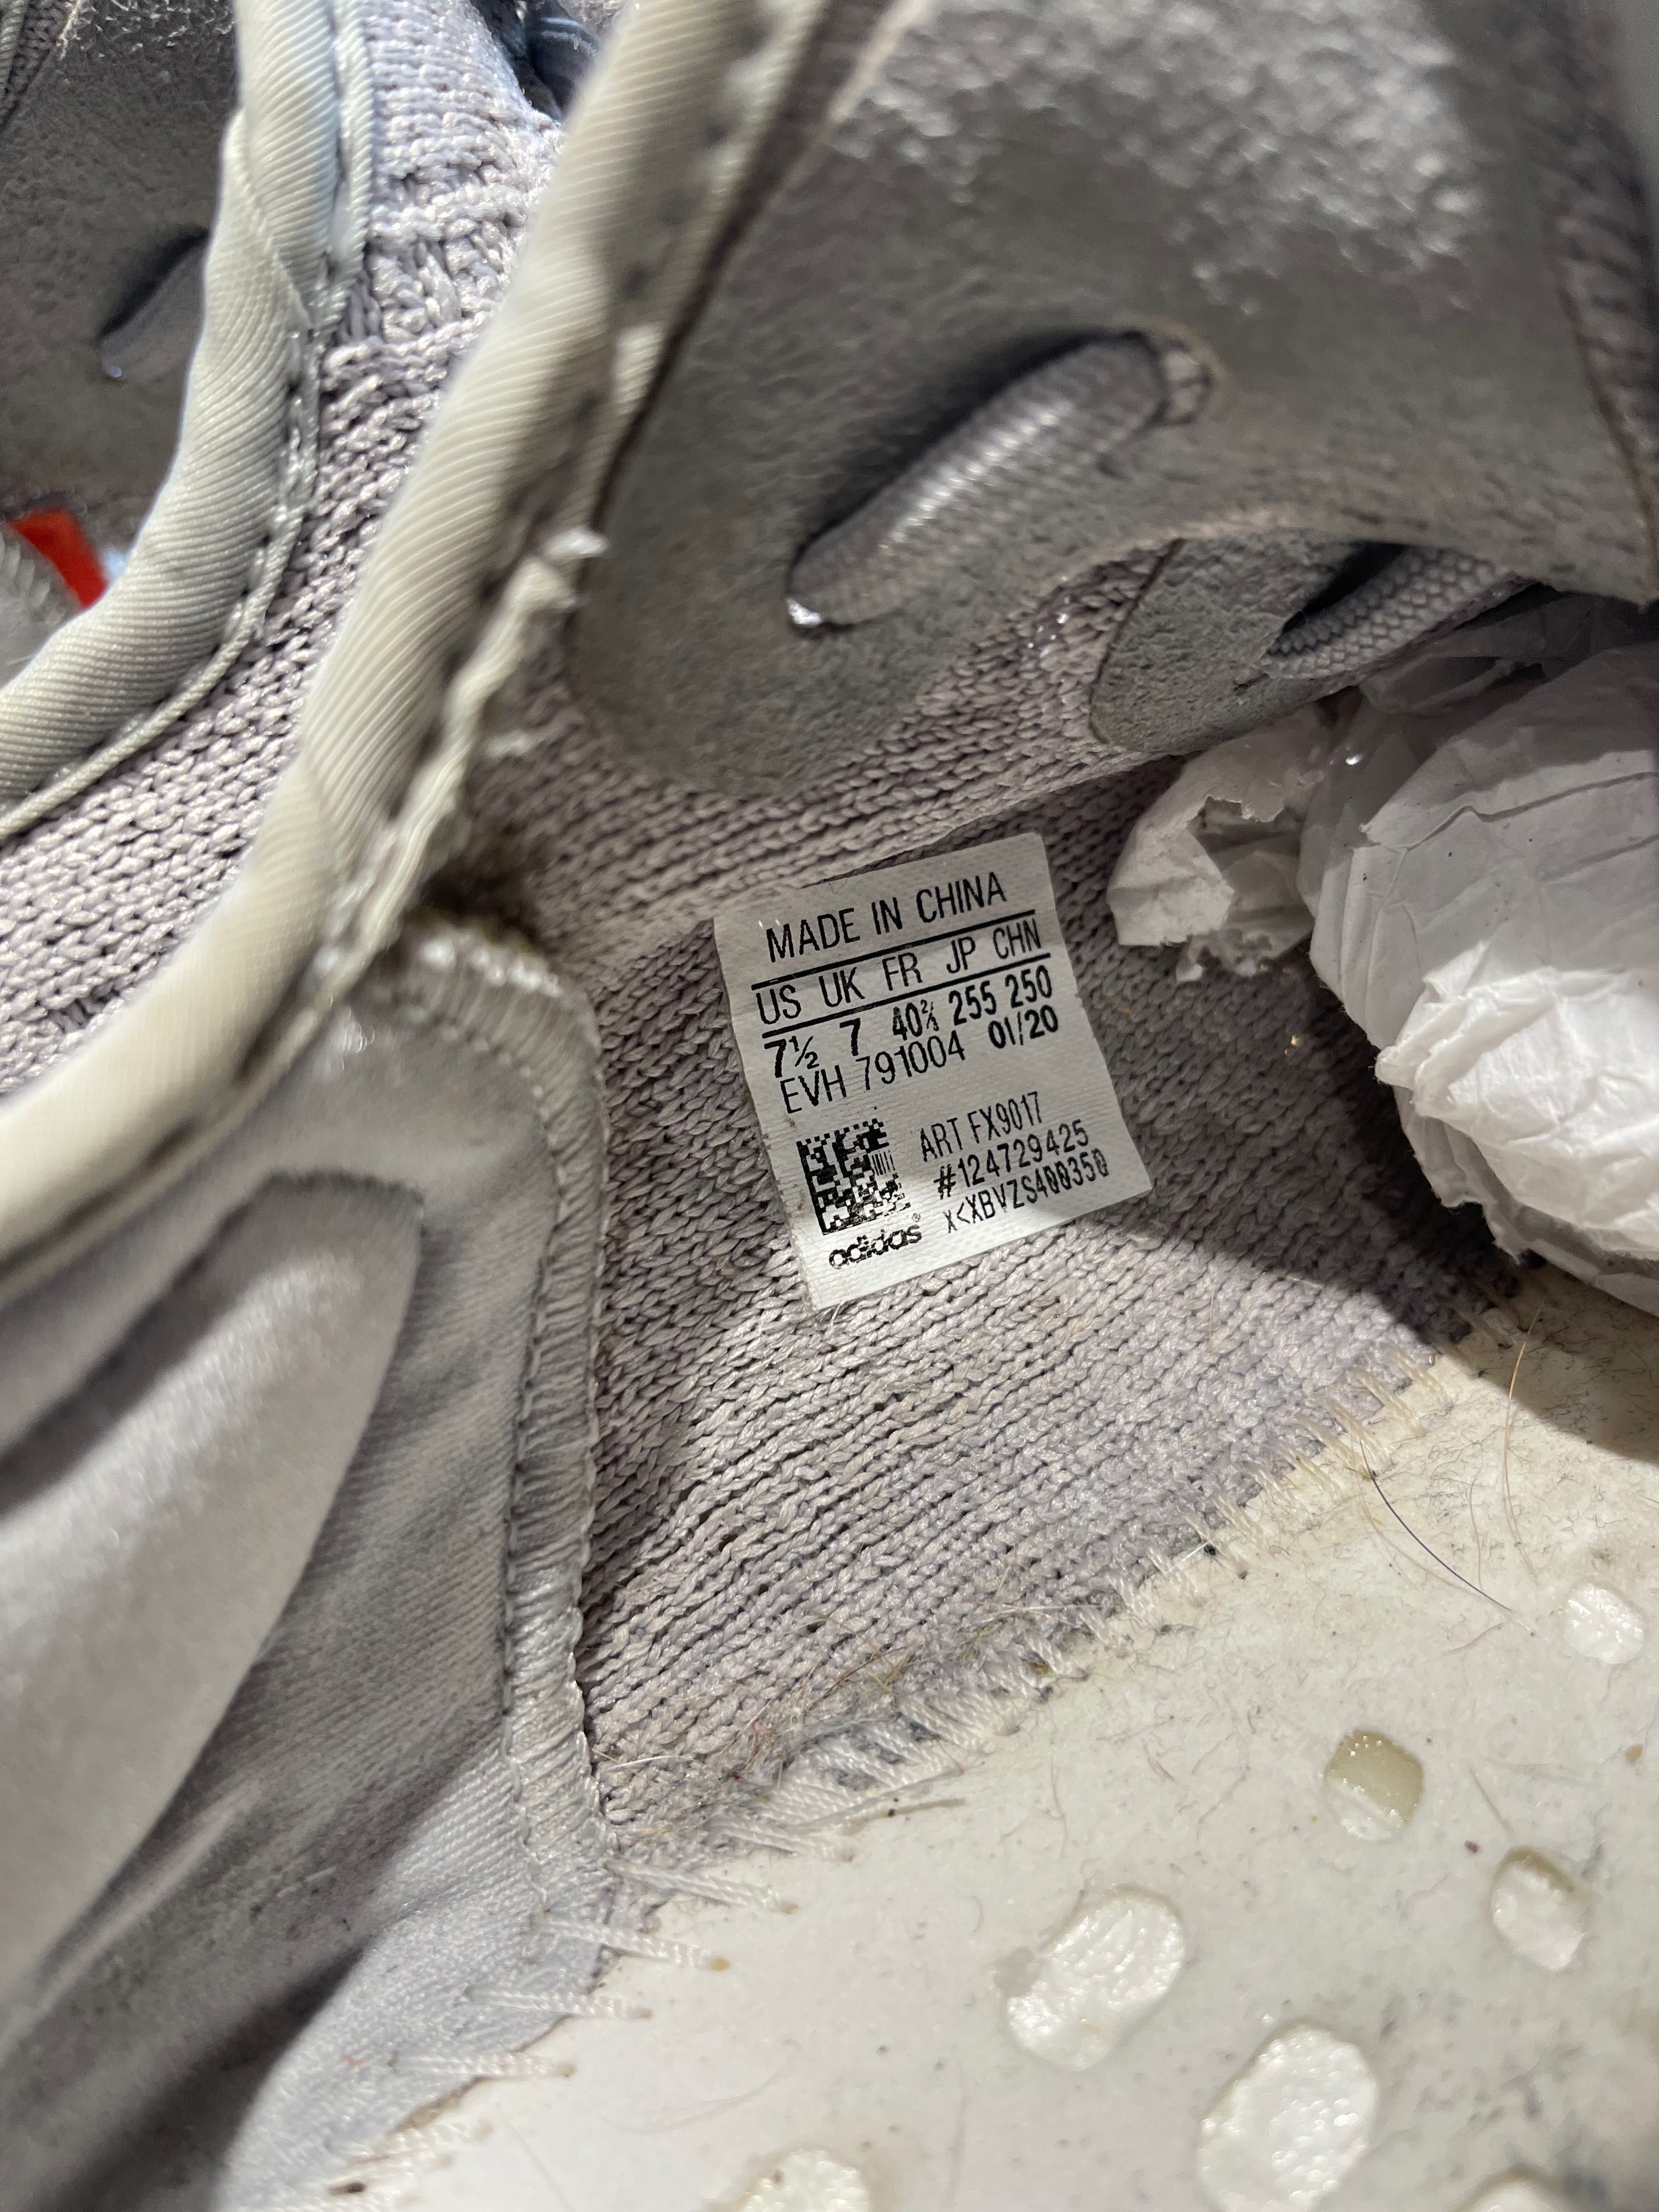 MADE IN CHINA
US UK FR JP CHN
7½ 7 40⅔ 255 250
EVH 791004 01/20
ART FX9017
#124729425
X<XBVZS400350
adidas®